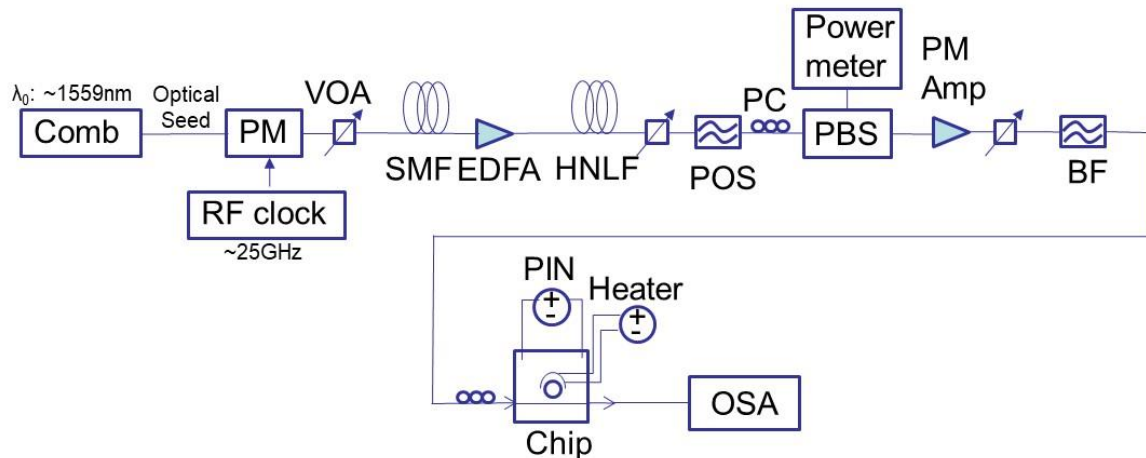 λ₀: ~1559nm
Comb
Optical
Seed
PM
RF clock
~25GHz
VOA
SMF
EDFA
HNLF
POS
PC
Power
meter
PBS
PM
Amp
BF
PIN
+
-
Heater
+
-
Chip
OSA